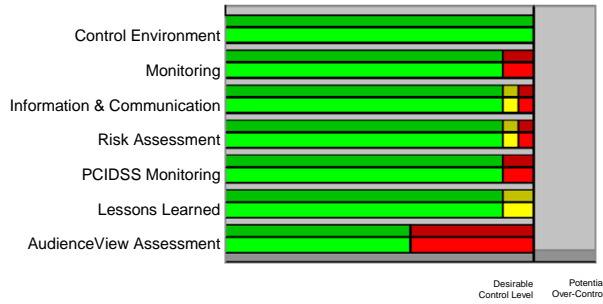 Control Environment
Monitoring
Information & Communication
Risk Assessment
PCIDSS Monitoring
Lessons Learned
AudienceView Assessment
Desirable Potentia
Control Level Over-Contro